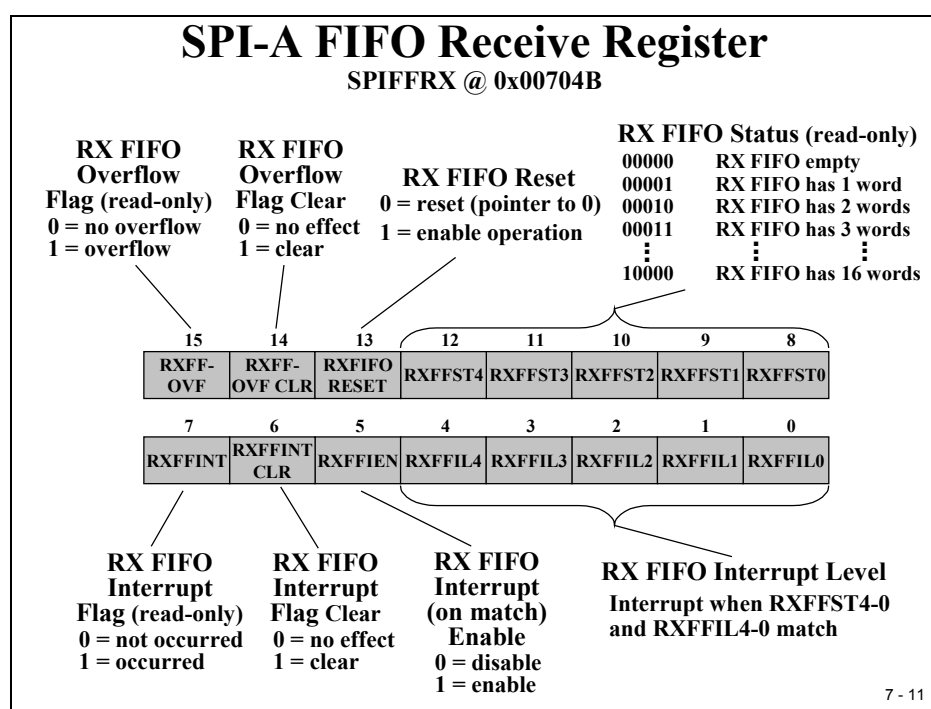 SPI-A FIFO Receive Register
SPIFFRX @ 0x00704B
RX FIFO
Overflow
Flag (read-only)
0 = no overflow
1 = overflow
RX FIFO
Overflow
Flag Clear
0 = no effect
1 = clear
RX FIFO Reset
0 = reset (pointer to 0)
1 = enable operation
RX FIFO Status (read-only)
00000 RX FIFO empty
00001 RX FIFO has 1 word
00010 RX FIFO has 2 words
00011 RX FIFO has 3 words
⋮ ⋮ ⋮
10000 RX FIFO has 16 words
15 14 13 12 11 10 9 8
RXFF-
OVF
RXFF-
OVF CLR
RXFIFO
RESET
RXFFST4 RXFFST3 RXFFST2 RXFFST1 RXFFST0
7 6 5 4 3 2 1 0
RXFFINT
RXFFINT
CLR
RXFFIEN RXFFIL4 RXFFIL3 RXFFIL2 RXFFIL1 RXFFIL0
RX FIFO
Interrupt
Flag (read-only)
0 = not occurred
1 = occurred
RX FIFO
Interrupt
Flag Clear
0 = no effect
1 = clear
RX FIFO
Interrupt
(on match)
Enable
0 = disable
1 = enable
RX FIFO Interrupt Level
Interrupt when RXFFST4-0
and RXFFIL4-0 match
7 - 11